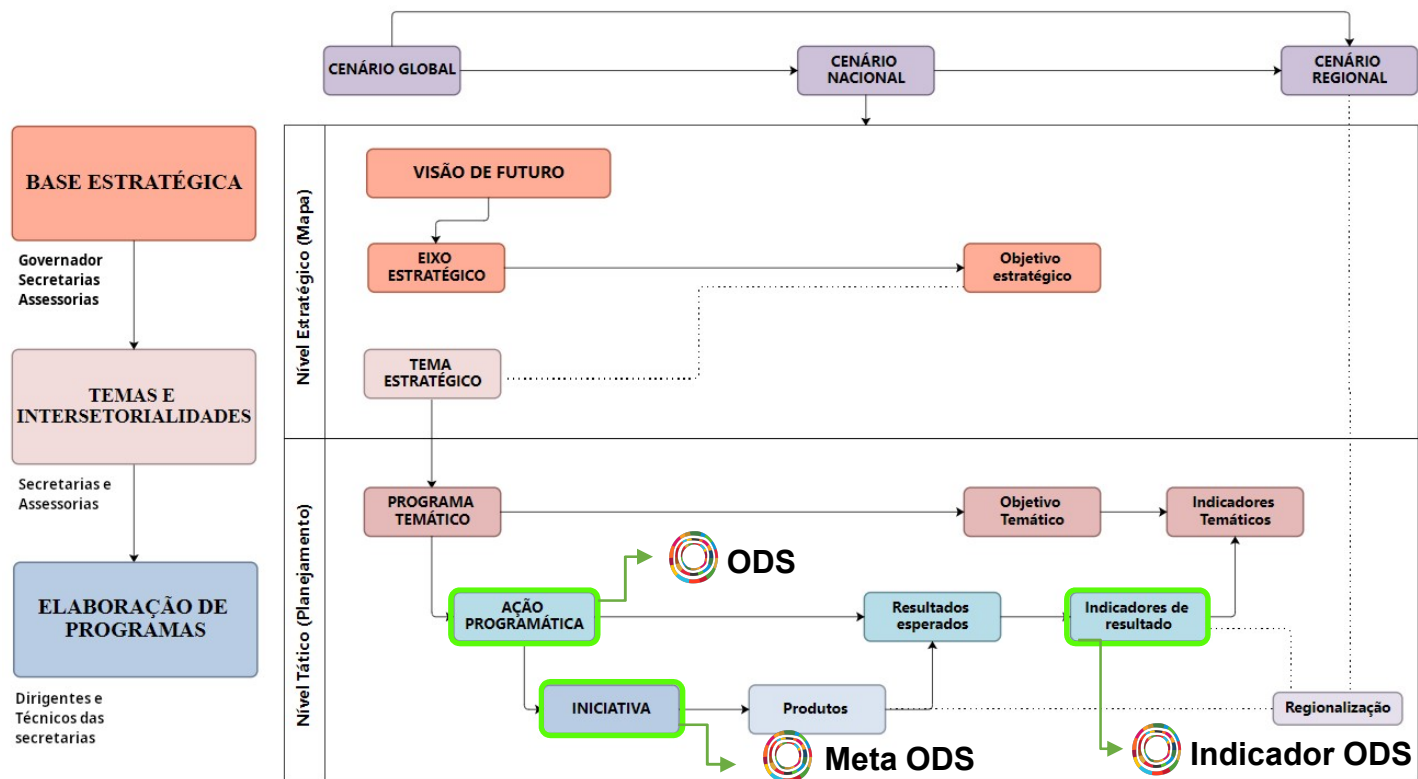 CENÁRIO GLOBAL
CENÁRIO
NACIONAL
CENÁRIO
REGIONAL
BASE ESTRATÉGICA
Governador
Secretarias
Assessorias
TEMAS E
INTERSETORIALIDADES
Secretarias e
Assessorias
ELABORAÇÃO DE
PROGRAMAS
Dirigentes e
Técnicos das
secretarias
Nível Estratégico (Mapa)
VISÃO DE FUTURO
EIXO
ESTRATÉGICO
Objetivo
estratégico
TEMA
ESTRATÉGICO
Nível Tático (Planejamento)
PROGRAMA
TEMÁTICO
Objetivo
Temático
Indicadores
Temáticos
ODS
AÇÃO
PROGRAMÁTICA
Resultados
esperados
Indicadores de
resultado
INICIATIVA
Produtos
Regionalização
Meta ODS
Indicador ODS